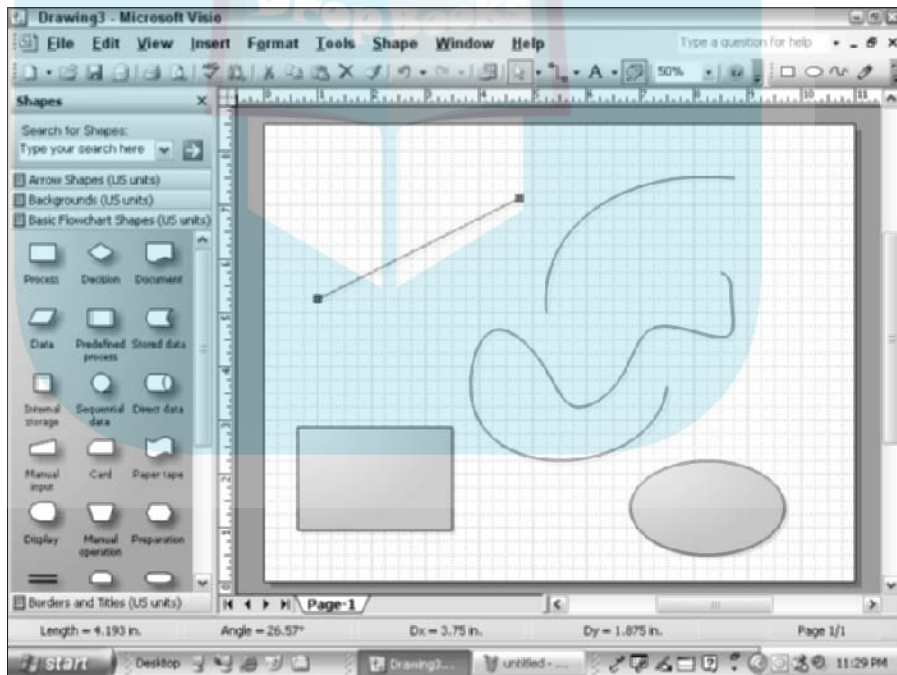 Drawing3 - Microsoft Visio
File Edit View Insert Format Tools Shape Window Help Type a question for help
50%
Shapes
Search for Shapes:
Type your search here
Arrow Shapes (US units)
Backgrounds (US units)
Basic Flowchart Shapes (US units)
Process Decision Document
Data Predefined process Stored data
Internal storage Sequential data Direct data
Manual input Card Paper tape
Display Manual operation Preparation
Borders and Titles (US units)
Page-1
Length = 4.193 in. Angle = 26.57° Dx = 3.75 in. Dy = 1.875 in. Page 1/1
start Desktop Drawing3... untitled - ... 11:29 PM
DropBooks